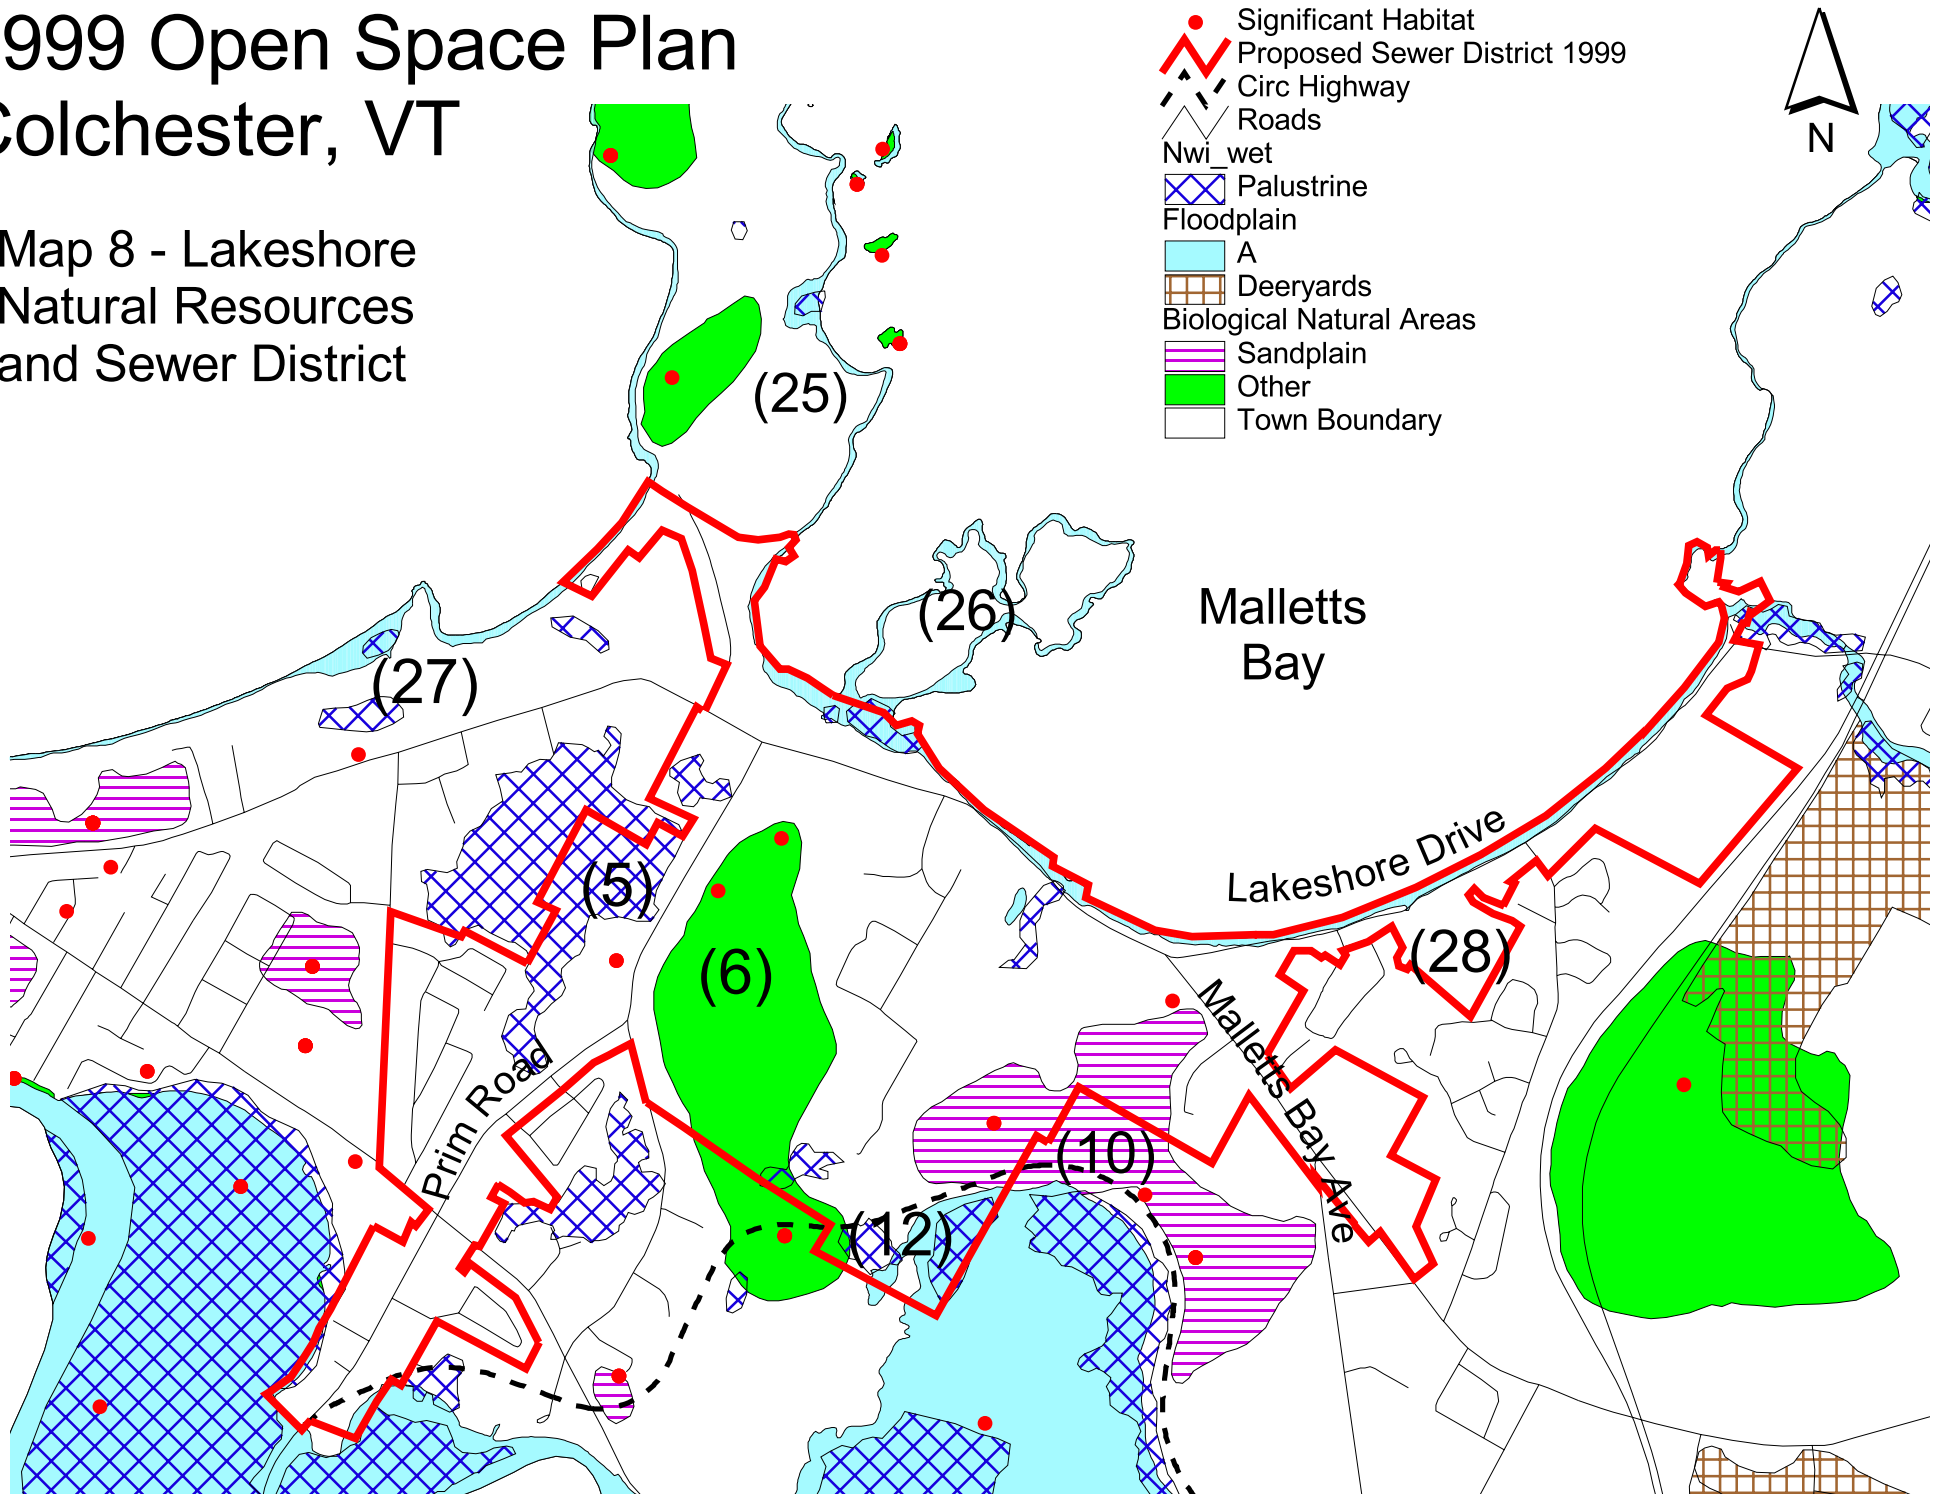 999 Open Space Plan
Colchester, VT
Map 8 - Lakeshore
Natural Resources
and Sewer District
Significant Habitat
Proposed Sewer District 1999
Circ Highway
Roads
Nwi_wet
Palustrine
Floodplain
A
Deeryards
Biological Natural Areas
Sandplain
Other
Town Boundary
N
(25)
(26)
Malletts
Bay
(27)
Lakeshore Drive
(5)
(6)
(28)
Malletts Bay Ave
Prim Road
(10)
(12)